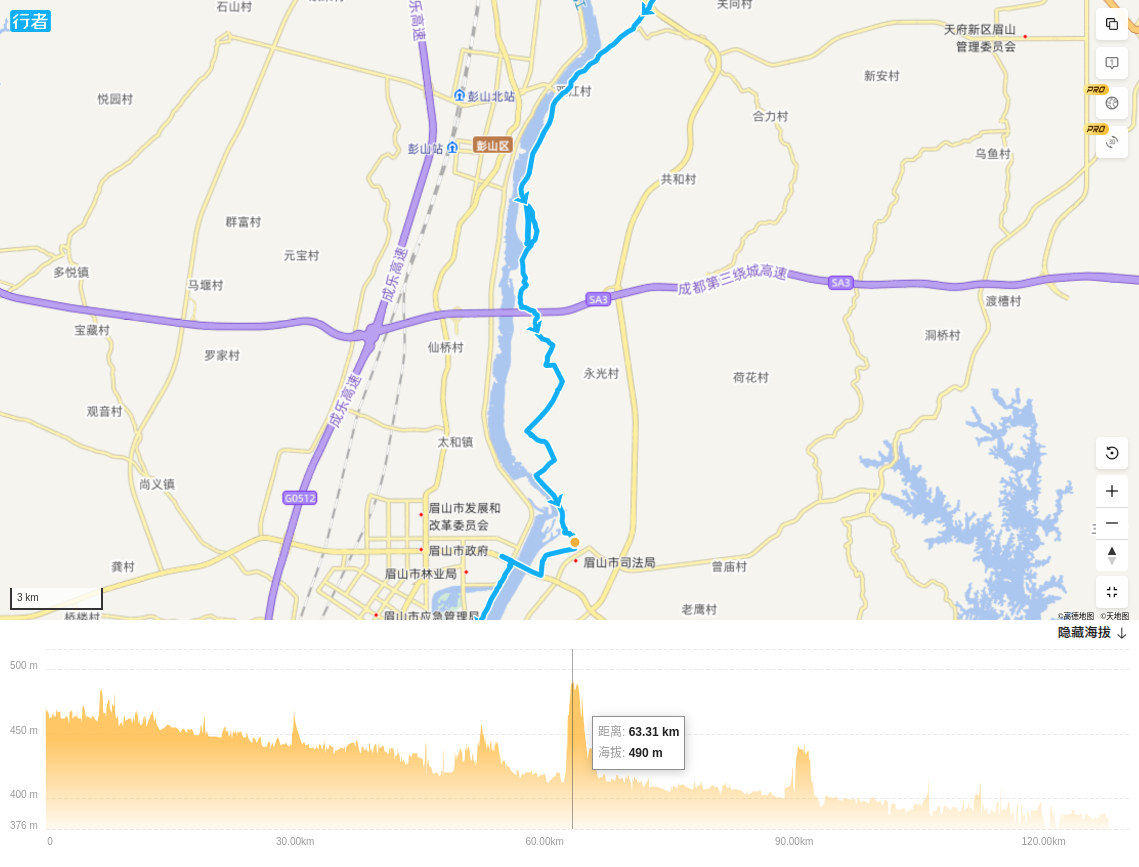 行者
石山村
关向村
天府新区眉山
管理委员会
新安村
悦园村
彭山北站
江村
合力村
彭山站
彭山区
乌鱼村
共和村
群富村
元宝村
成乐高速
多悦镇
马堰村
成都第三绕城高速
SA3
SA3
渡槽村
宝藏村
罗家村
仙桥村
洞桥村
永光村
荷花村
成乐高速
观音村
太和镇
尚义镇
G0512
眉山市发展和
改革委员会
眉山市政府
龚村
眉山市林业局
眉山市司法局
曾庙村
3 km
桥楼村
眉山市应急管理局
老鹰村
©高德地图 ©天地图
PRO
PRO
隐藏海拔 ↓
500 m
450 m
400 m
376 m
距离: 63.31 km
海拔: 490 m
0
30.00km
60.00km
90.00km
120.00km